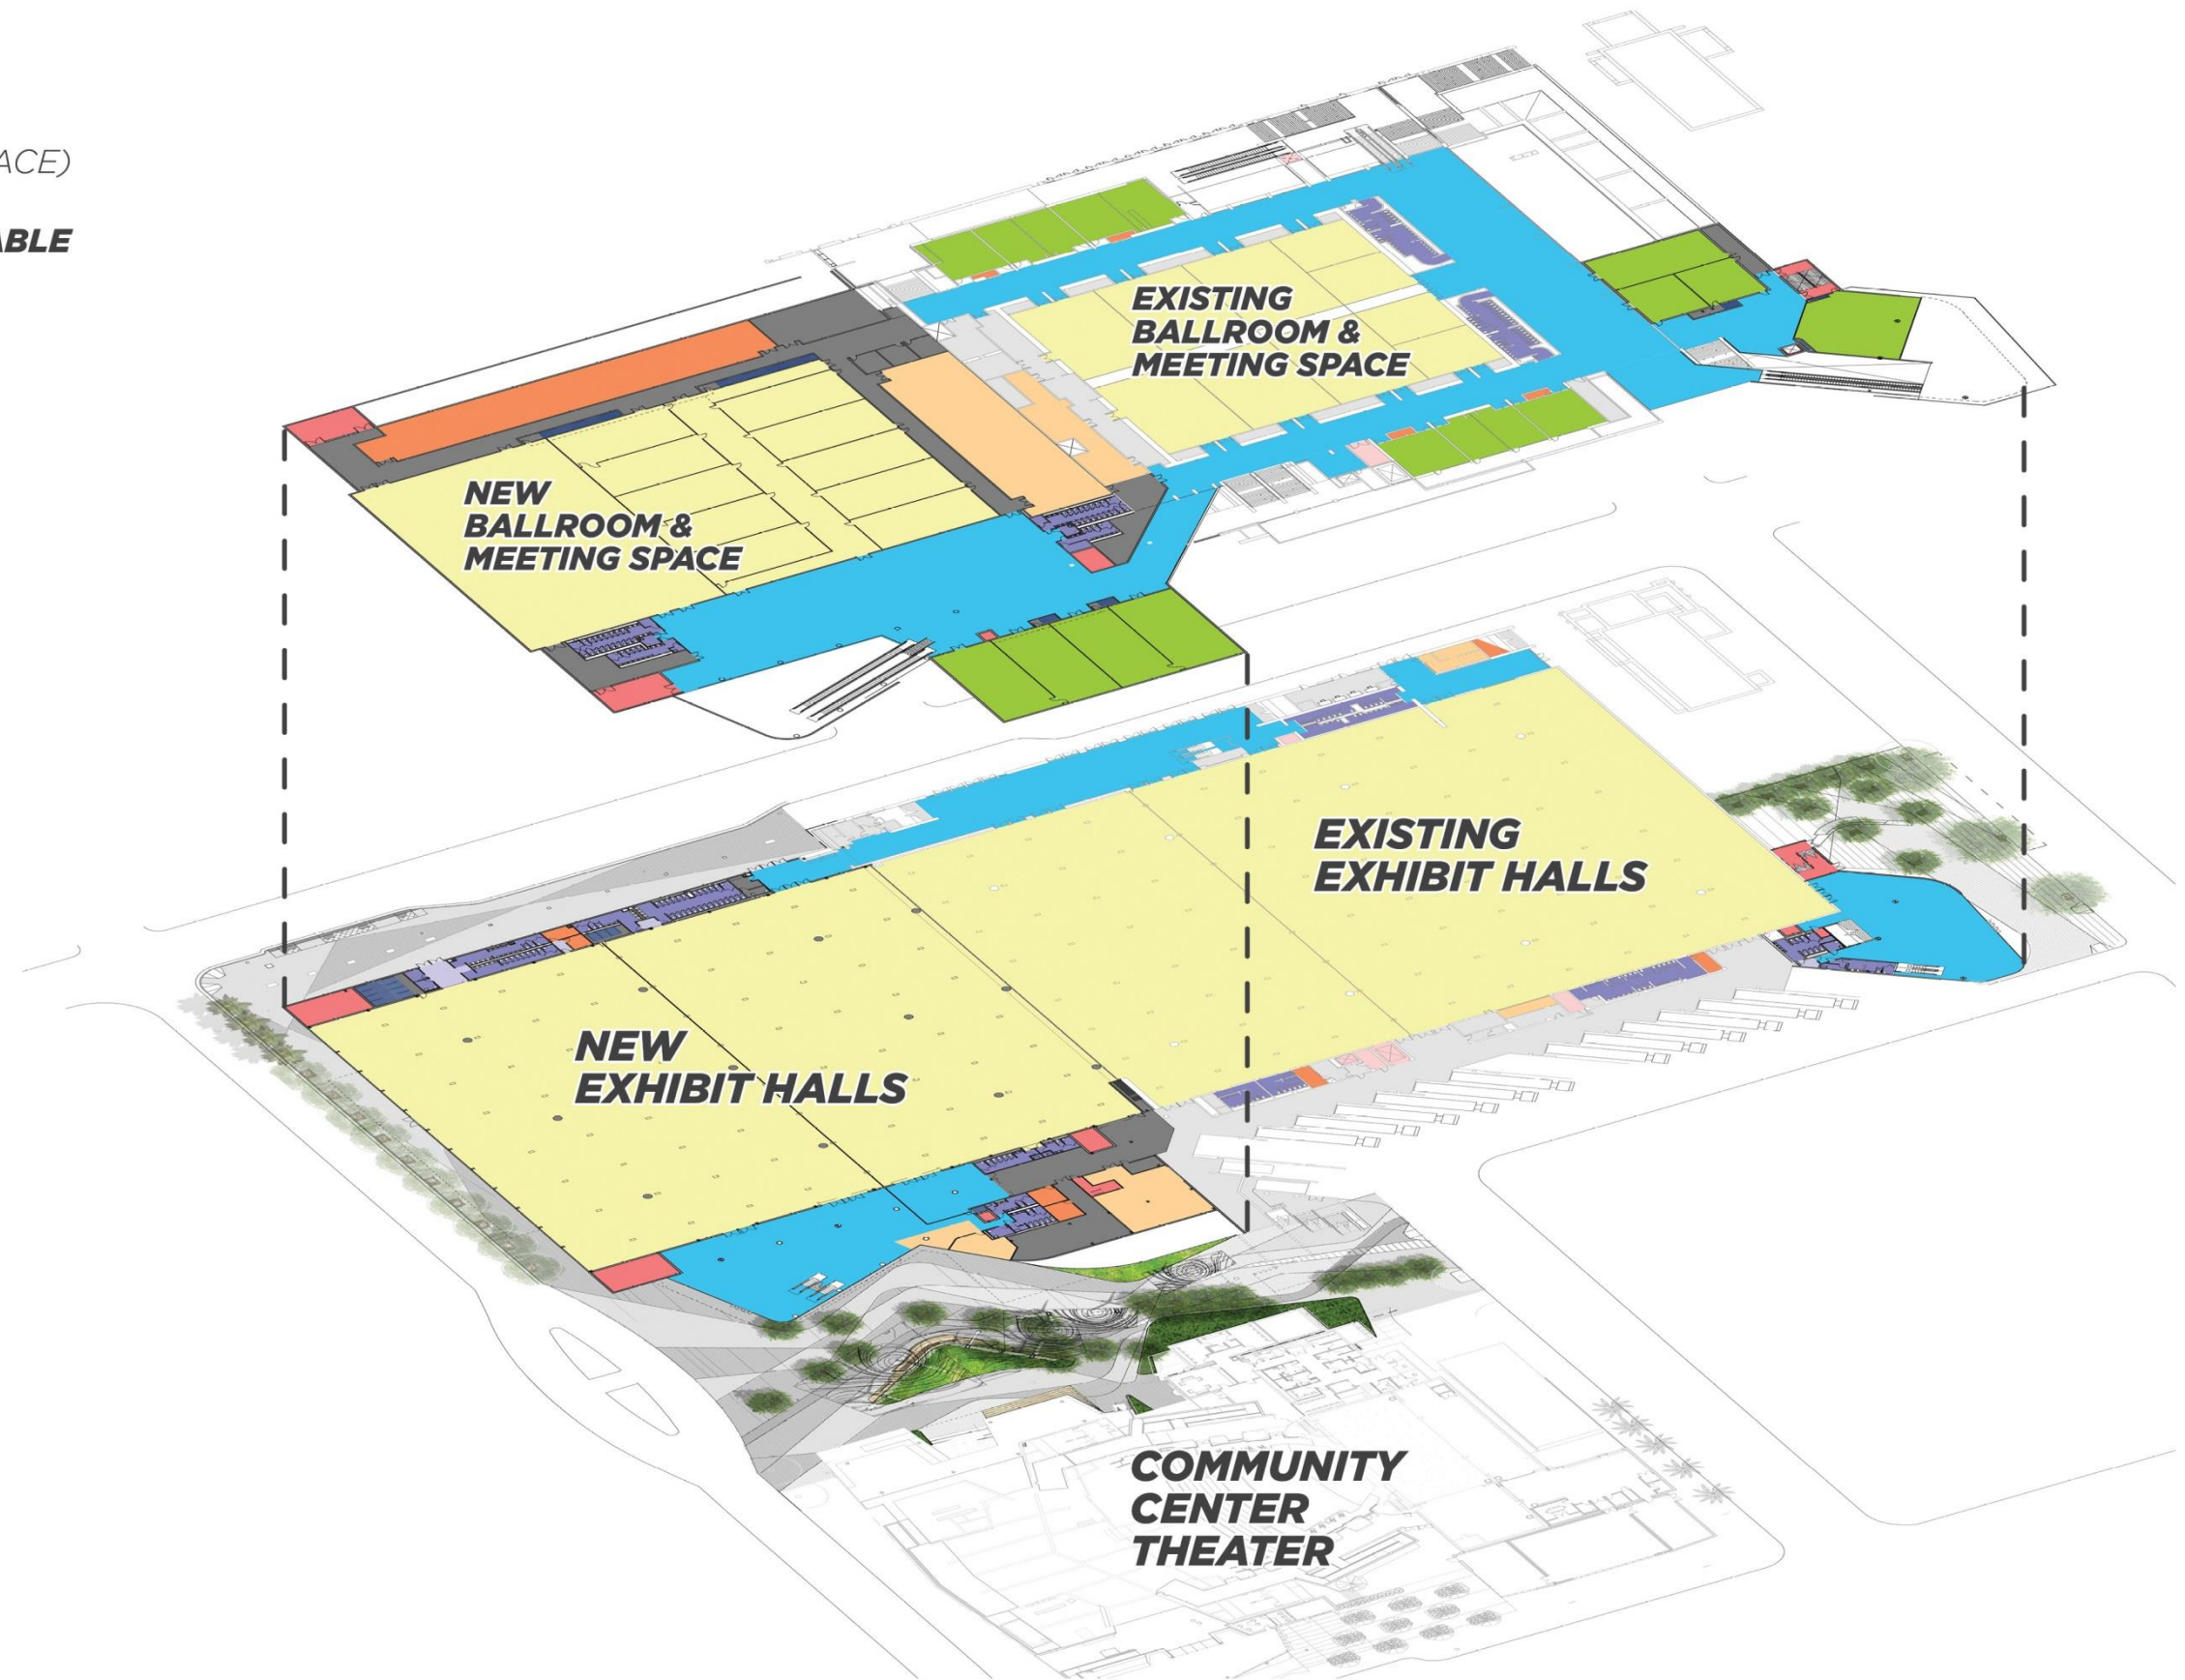 ACE)
ABLE
EXISTING
BALLROOM &
MEETING SPACE
NEW
BALLROOM &
MEETING SPACE
EXISTING
EXHIBIT HALLS
NEW
EXHIBIT HALLS
COMMUNITY
CENTER
THEATER